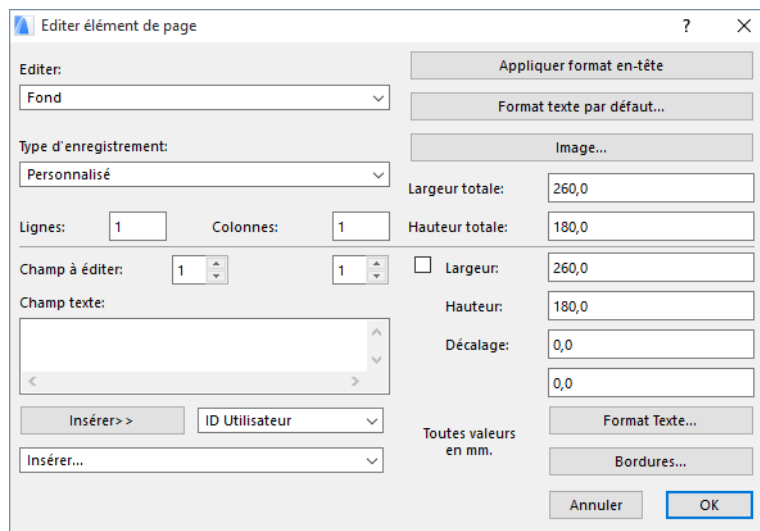 Editer élément de page
?
Editer:
Fond
Type d'enregistrement:
Personnalisé
Lignes: 1 Colonnes: 1
Appliquer format en-tête
Format texte par défaut...
Image...
Largeur totale: 260,0
Hauteur totale: 180,0
Champ à éditer: 1 1
Champ texte:
Insérer>> ID Utilisateur
Insérer...
Largeur: 260,0
Hauteur: 180,0
Décalage: 0,0
0,0
Toutes valeurs
en mm.
Format Texte...
Bordures...
Annuler OK